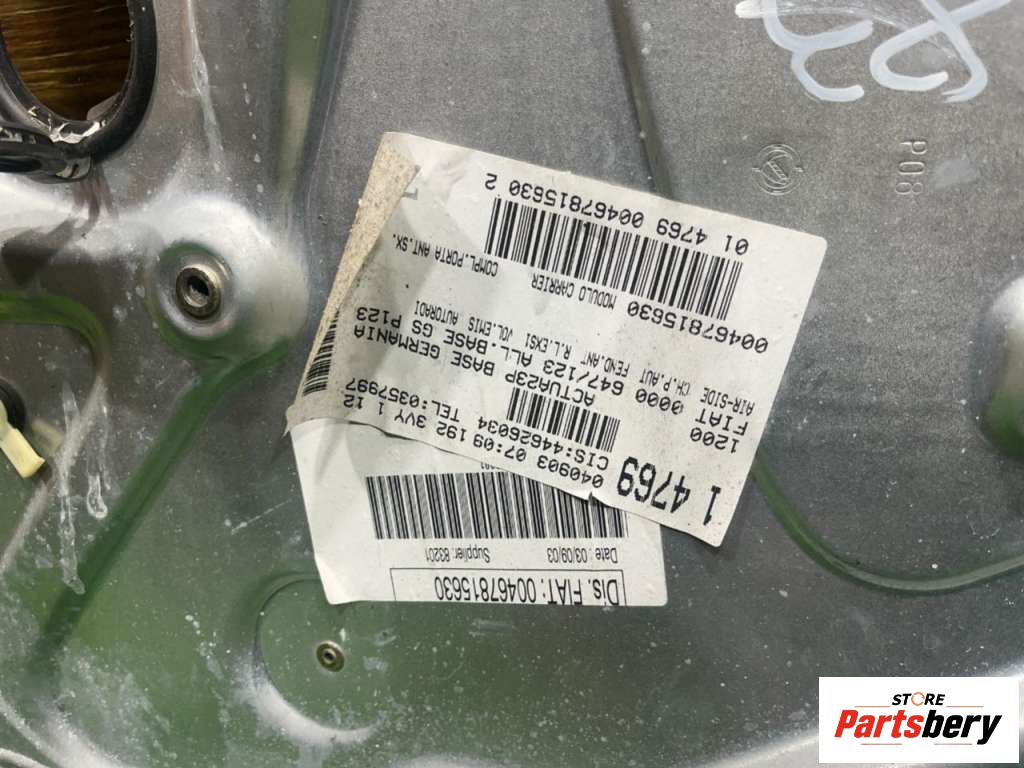 1 4769
040903 07:09 192 3VY 1 12
CIS:44626034 TEL:0357997
1200 ACTUA23P BASE GERMANIA
FIAT 0000 647/123 ALL.BASE GS P123
AIR-SIDE CH.P.AUT FEND.ANT R.L.EKSI VOL.EMIS AUTORADI
00467815630 MODULO CARRIER COMPL.PORTA ANT.SX.
01 4769 00467815630 2
Dis. FIAT: 00467815630
Date : 03/09/03 Supplier: 83201
P08
83
STORE
Partsbery